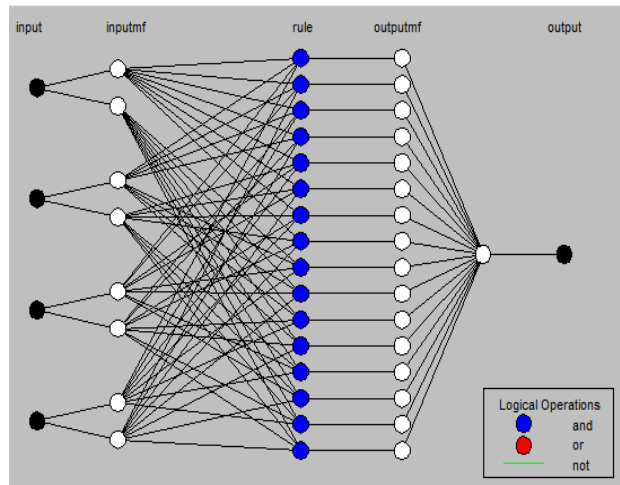 input inputmf rule outputmf output
Logical Operations
and
or
not